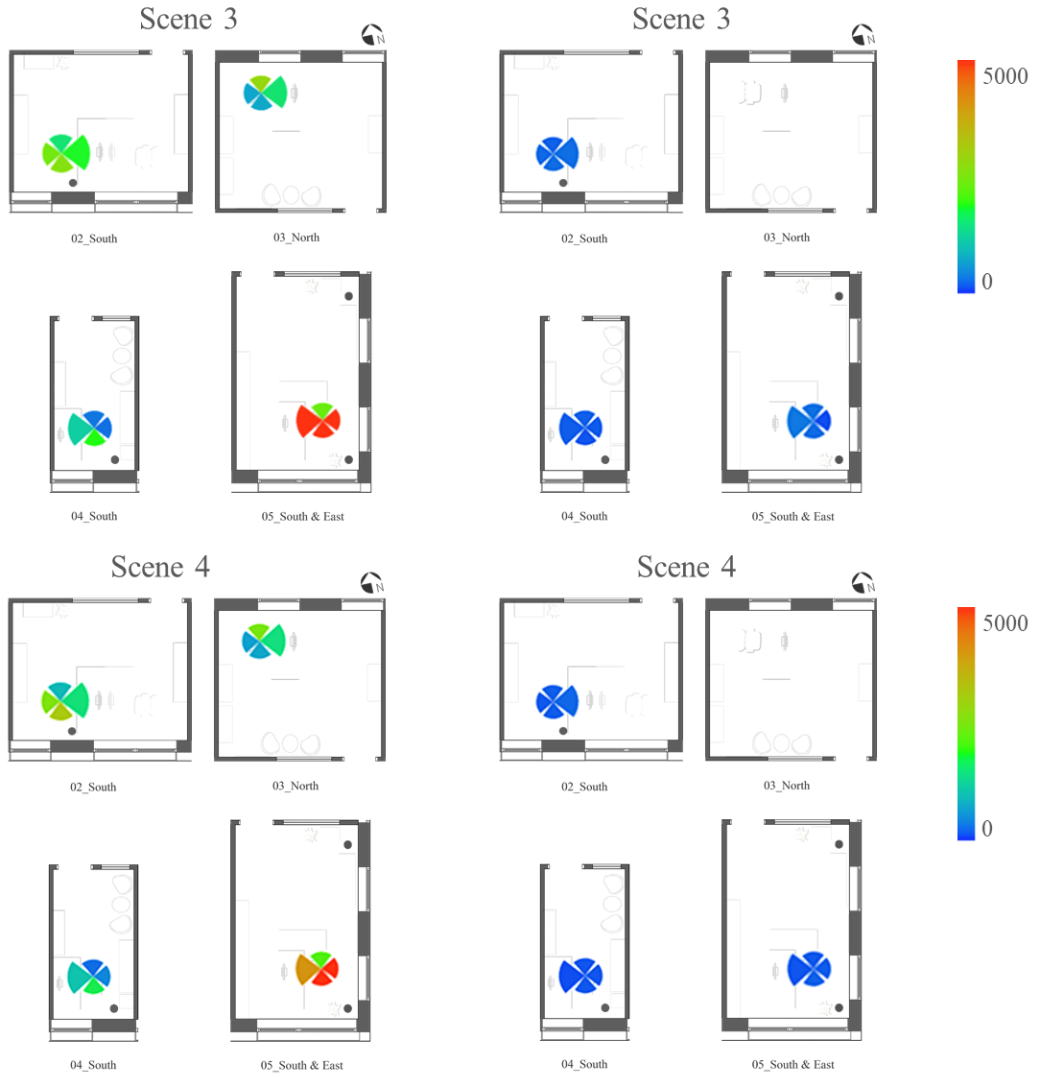 Scene 3
Scene 3
N
N
5000
0
02_South
03_North
02_South
03_North
04_South
05_South & East
04_South
05_South & East
Scene 4
Scene 4
N
N
5000
0
02_South
03_North
02_South
03_North
04_South
05_South & East
04_South
05_South & East